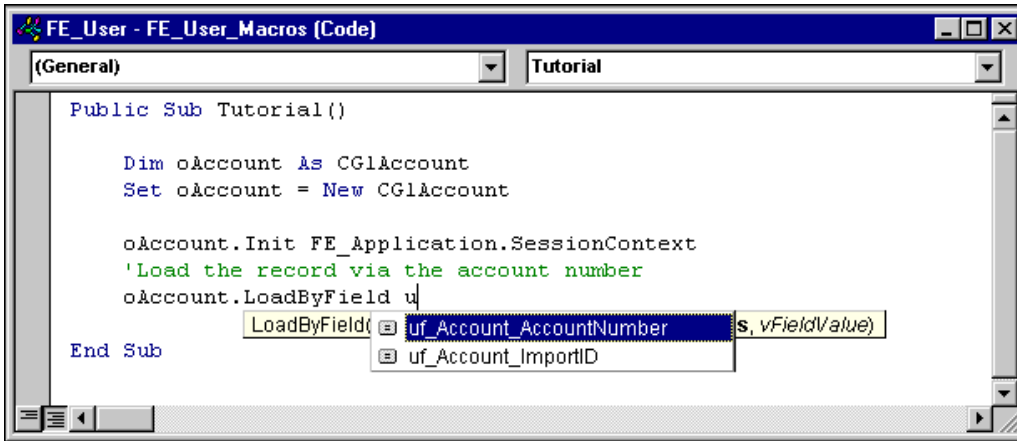 FE_User - FE_User_Macros (Code)
(General) Tutorial
Public Sub Tutorial()
Dim oAccount As CGlAccount
Set oAccount = New CGlAccount
oAccount.Init FE_Application.SessionContext
'Load the record via the account number
oAccount.LoadByField u
LoadByField( uf_Account_AccountNumber s, vFieldValue)
End Sub uf_Account_ImportID